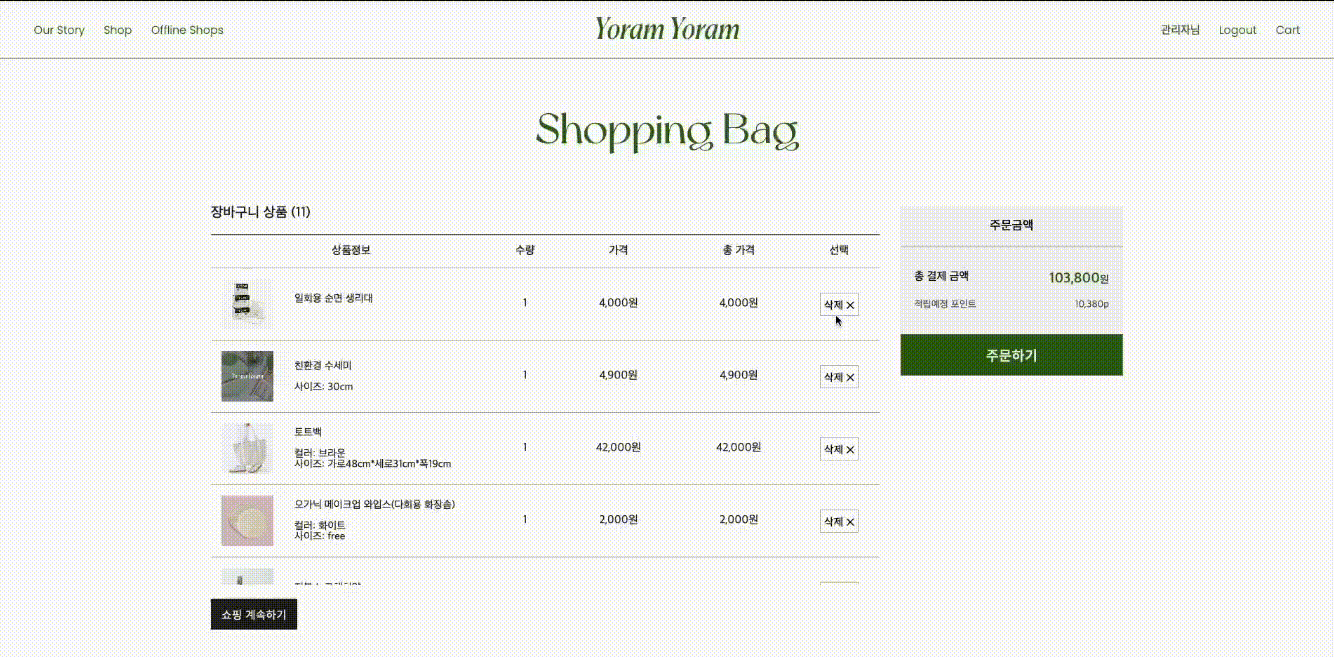 Our Story Shop Offline Shops
Yoram Yoram
관리자님 Logout Cart
Shopping Bag
장바구니 상품 (11)
상품정보 수량 가격 총 가격 선택
일회용 순면 생리대
1 4,000원 4,000원 삭제 ×
친환경 수세미
사이즈: 30cm
1 4,900원 4,900원 삭제 ×
토트백
컬러: 브라운
사이즈: 가로48cm*세로31cm*폭19cm
1 42,000원 42,000원 삭제 ×
오가닉 메이크업 와입스(다회용 화장솜)
컬러: 화이트
사이즈: free
1 2,000원 2,000원 삭제 ×
쇼핑 계속하기
주문금액
총 결제 금액 103,800원
적립예정 포인트 10,380p
주문하기